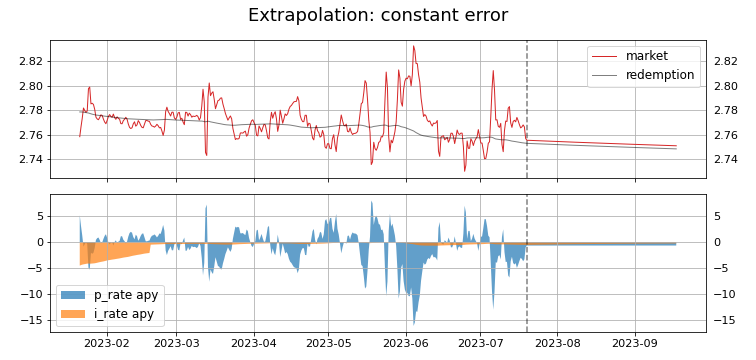 Extrapolation: constant error
2.82 2.82
2.80 2.80
2.78 2.78
2.76 2.76
2.74 2.74
market
redemption
5 5
0 0
−5 −5
−10 −10
−15 −15
p_rate apy
i_rate apy
2023-02 2023-03 2023-04 2023-05 2023-06 2023-07 2023-08 2023-09